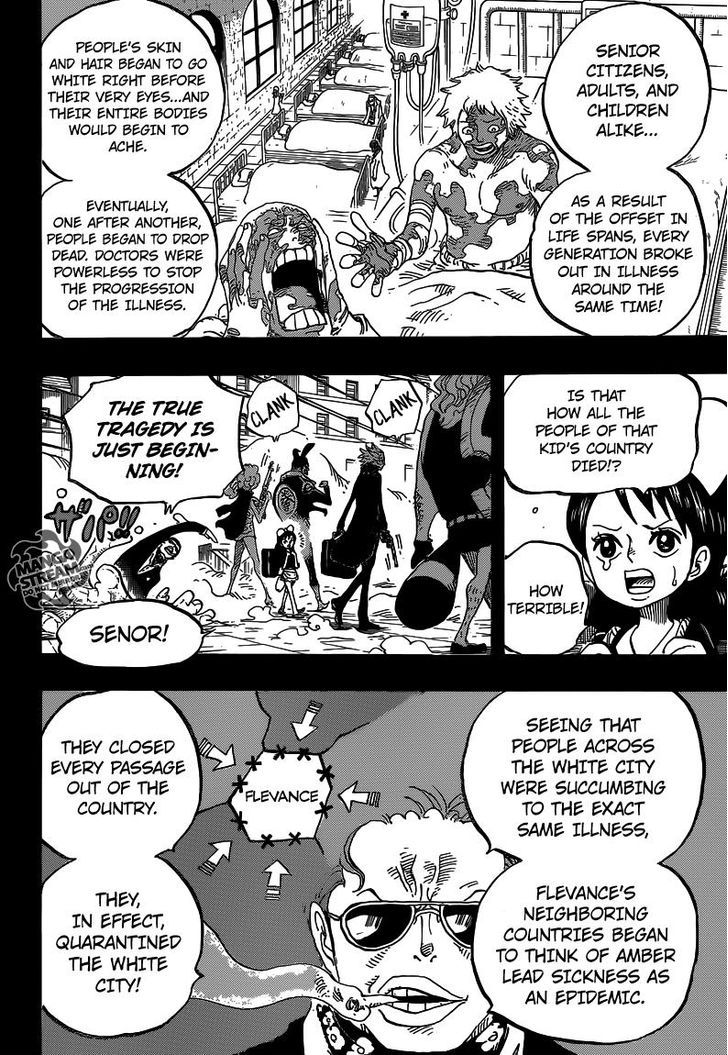 SENIOR
CITIZENS,
ADULTS, AND
CHILDREN
ALIKE...
AS A RESULT
OF THE OFFSET IN
LIFE SPANS, EVERY
GENERATION BROKE
OUT IN ILLNESS
AROUND THE
SAME TIME!
PEOPLE'S SKIN
AND HAIR BEGAN TO GO
WHITE RIGHT BEFORE
THEIR VERY EYES...AND
THEIR ENTIRE BODIES
WOULD BEGIN TO
ACHE.
EVENTUALLY,
ONE AFTER ANOTHER,
PEOPLE BEGAN TO DROP
DEAD. DOCTORS WERE
POWERLESS TO STOP
THE PROGRESSION
OF THE ILLNESS.
IS THAT
HOW ALL THE
PEOPLE OF THAT
KID'S COUNTRY
DIED!?
HOW
TERRIBLE!
CLANK
CLANK
THE TRUE
TRAGEDY IS
JUST BEGIN-
NING!
ザパッ!!
MANGA
STREAM
SENOR!
SEEING THAT
PEOPLE ACROSS
THE WHITE CITY
WERE SUCCUMBING
TO THE EXACT
SAME ILLNESS,
FLEVANCE'S
NEIGHBORING
COUNTRIES BEGAN
TO THINK OF AMBER
LEAD SICKNESS AS
AN EPIDEMIC.
FLEVANCE
THEY CLOSED
EVERY PASSAGE
OUT OF THE
COUNTRY.
THEY,
IN EFFECT,
QUARANTINED
THE WHITE
CITY!